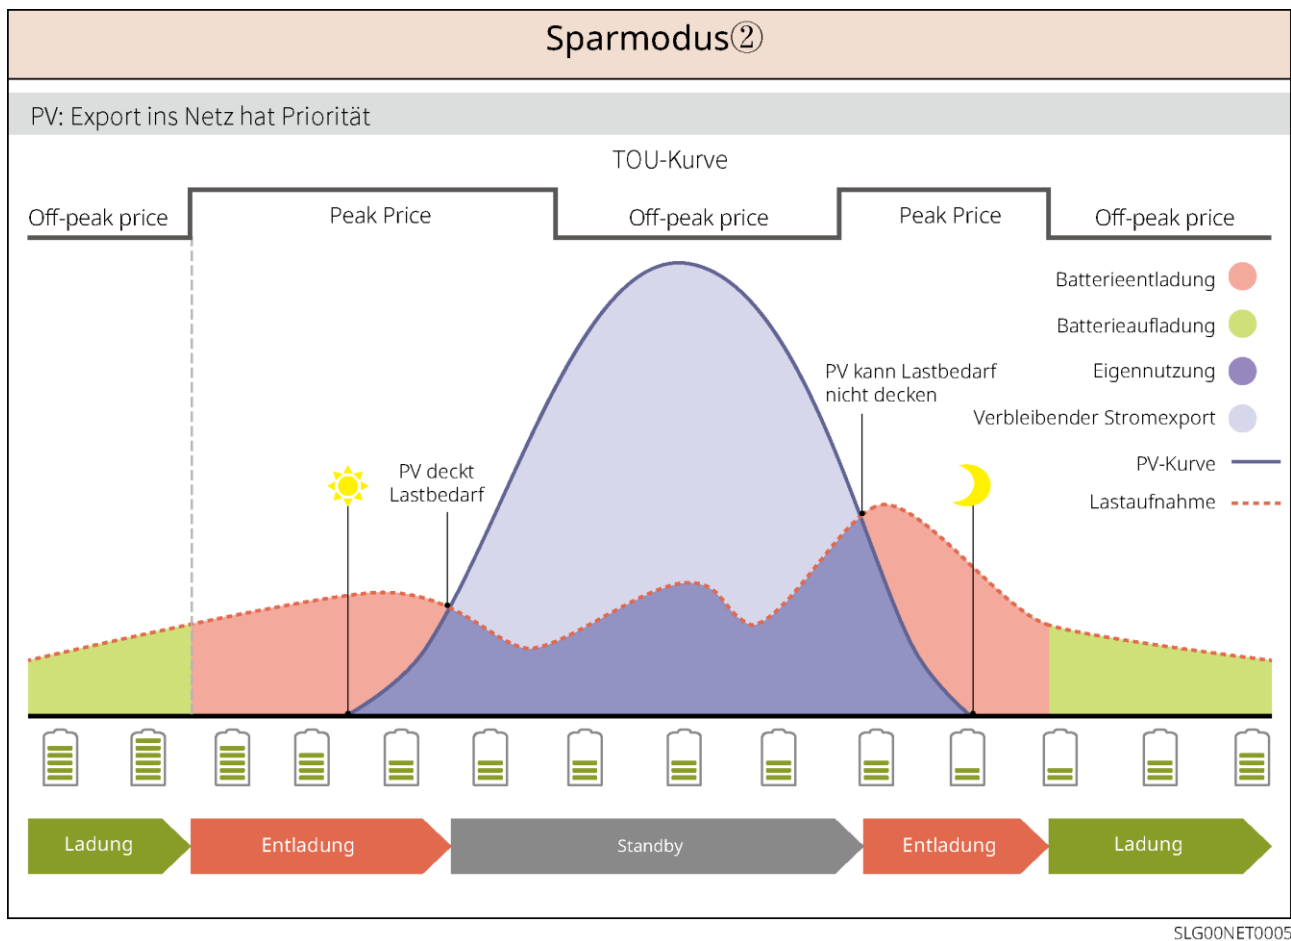 Sparmodus②
PV: Export ins Netz hat Priorität
TOU-Kurve
Off-peak price
Peak Price
Off-peak price
Peak Price
Off-peak price
Batterieentladung
Batterieaufladung
Eigennutzung
Verbleibender Stromexport
PV-Kurve
Lastaufnahme
PV kann Lastbedarf
nicht decken
PV deckt
Lastbedarf
Ladung
Entladung
Standby
Entladung
Ladung
SLG00NET0005